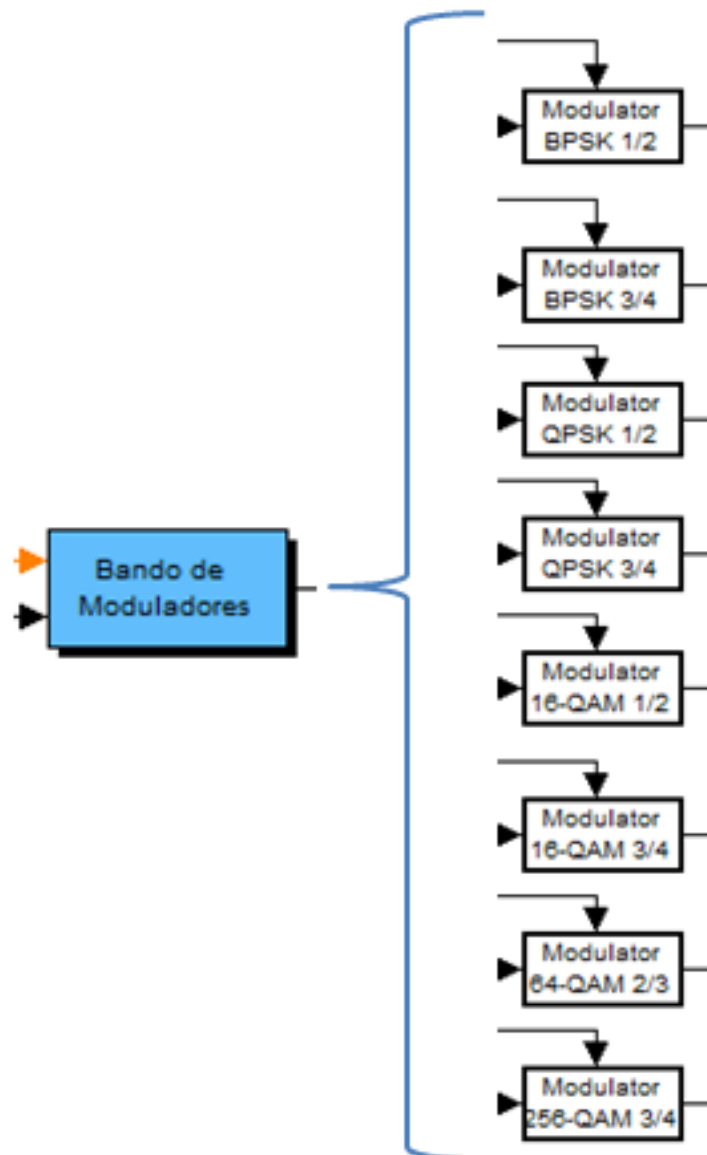 Bando de
Moduladores
Modulator
BPSK 1/2
Modulator
BPSK 3/4
Modulator
QPSK 1/2
Modulator
QPSK 3/4
Modulator
16-QAM 1/2
Modulator
16-QAM 3/4
Modulator
64-QAM 2/3
Modulator
256-QAM 3/4